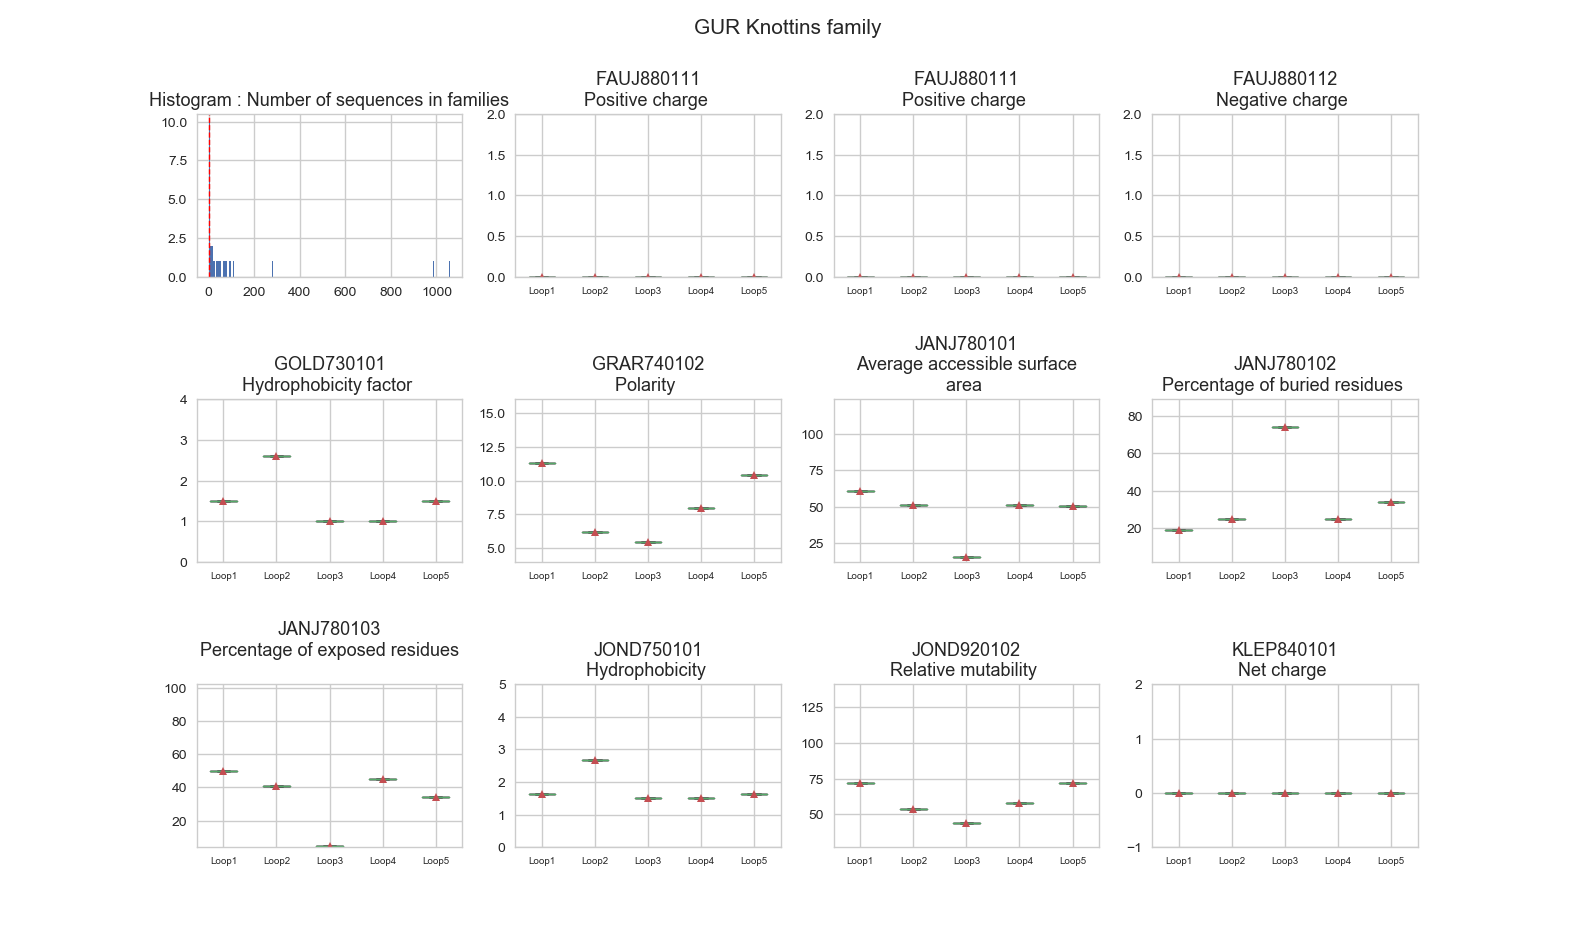 GUR Knottins family
Histogram : Number of sequences in families
10.0
7.5
5.0
2.5
0.0
0 200 400 600 800 1000
FAUJ880111
Positive charge
2.0
1.5
1.0
0.5
0.0
Loop1 Loop2 Loop3 Loop4 Loop5
FAUJ880111
Positive charge
2.0
1.5
1.0
0.5
0.0
Loop1 Loop2 Loop3 Loop4 Loop5
FAUJ880112
Negative charge
2.0
1.5
1.0
0.5
0.0
Loop1 Loop2 Loop3 Loop4 Loop5
GOLD730101
Hydrophobicity factor
4
3
2
1
0
Loop1 Loop2 Loop3 Loop4 Loop5
GRAR740102
Polarity
15.0
12.5
10.0
7.5
5.0
Loop1 Loop2 Loop3 Loop4 Loop5
JANJ780101
Average accessible surface
area
100
75
50
25
Loop1 Loop2 Loop3 Loop4 Loop5
JANJ780102
Percentage of buried residues
80
60
40
20
Loop1 Loop2 Loop3 Loop4 Loop5
JANJ780103
Percentage of exposed residues
100
80
60
40
20
Loop1 Loop2 Loop3 Loop4 Loop5
JOND750101
Hydrophobicity
5
4
3
2
1
0
Loop1 Loop2 Loop3 Loop4 Loop5
JOND920102
Relative mutability
125
100
75
50
Loop1 Loop2 Loop3 Loop4 Loop5
KLEP840101
Net charge
2
1
0
−1
Loop1 Loop2 Loop3 Loop4 Loop5